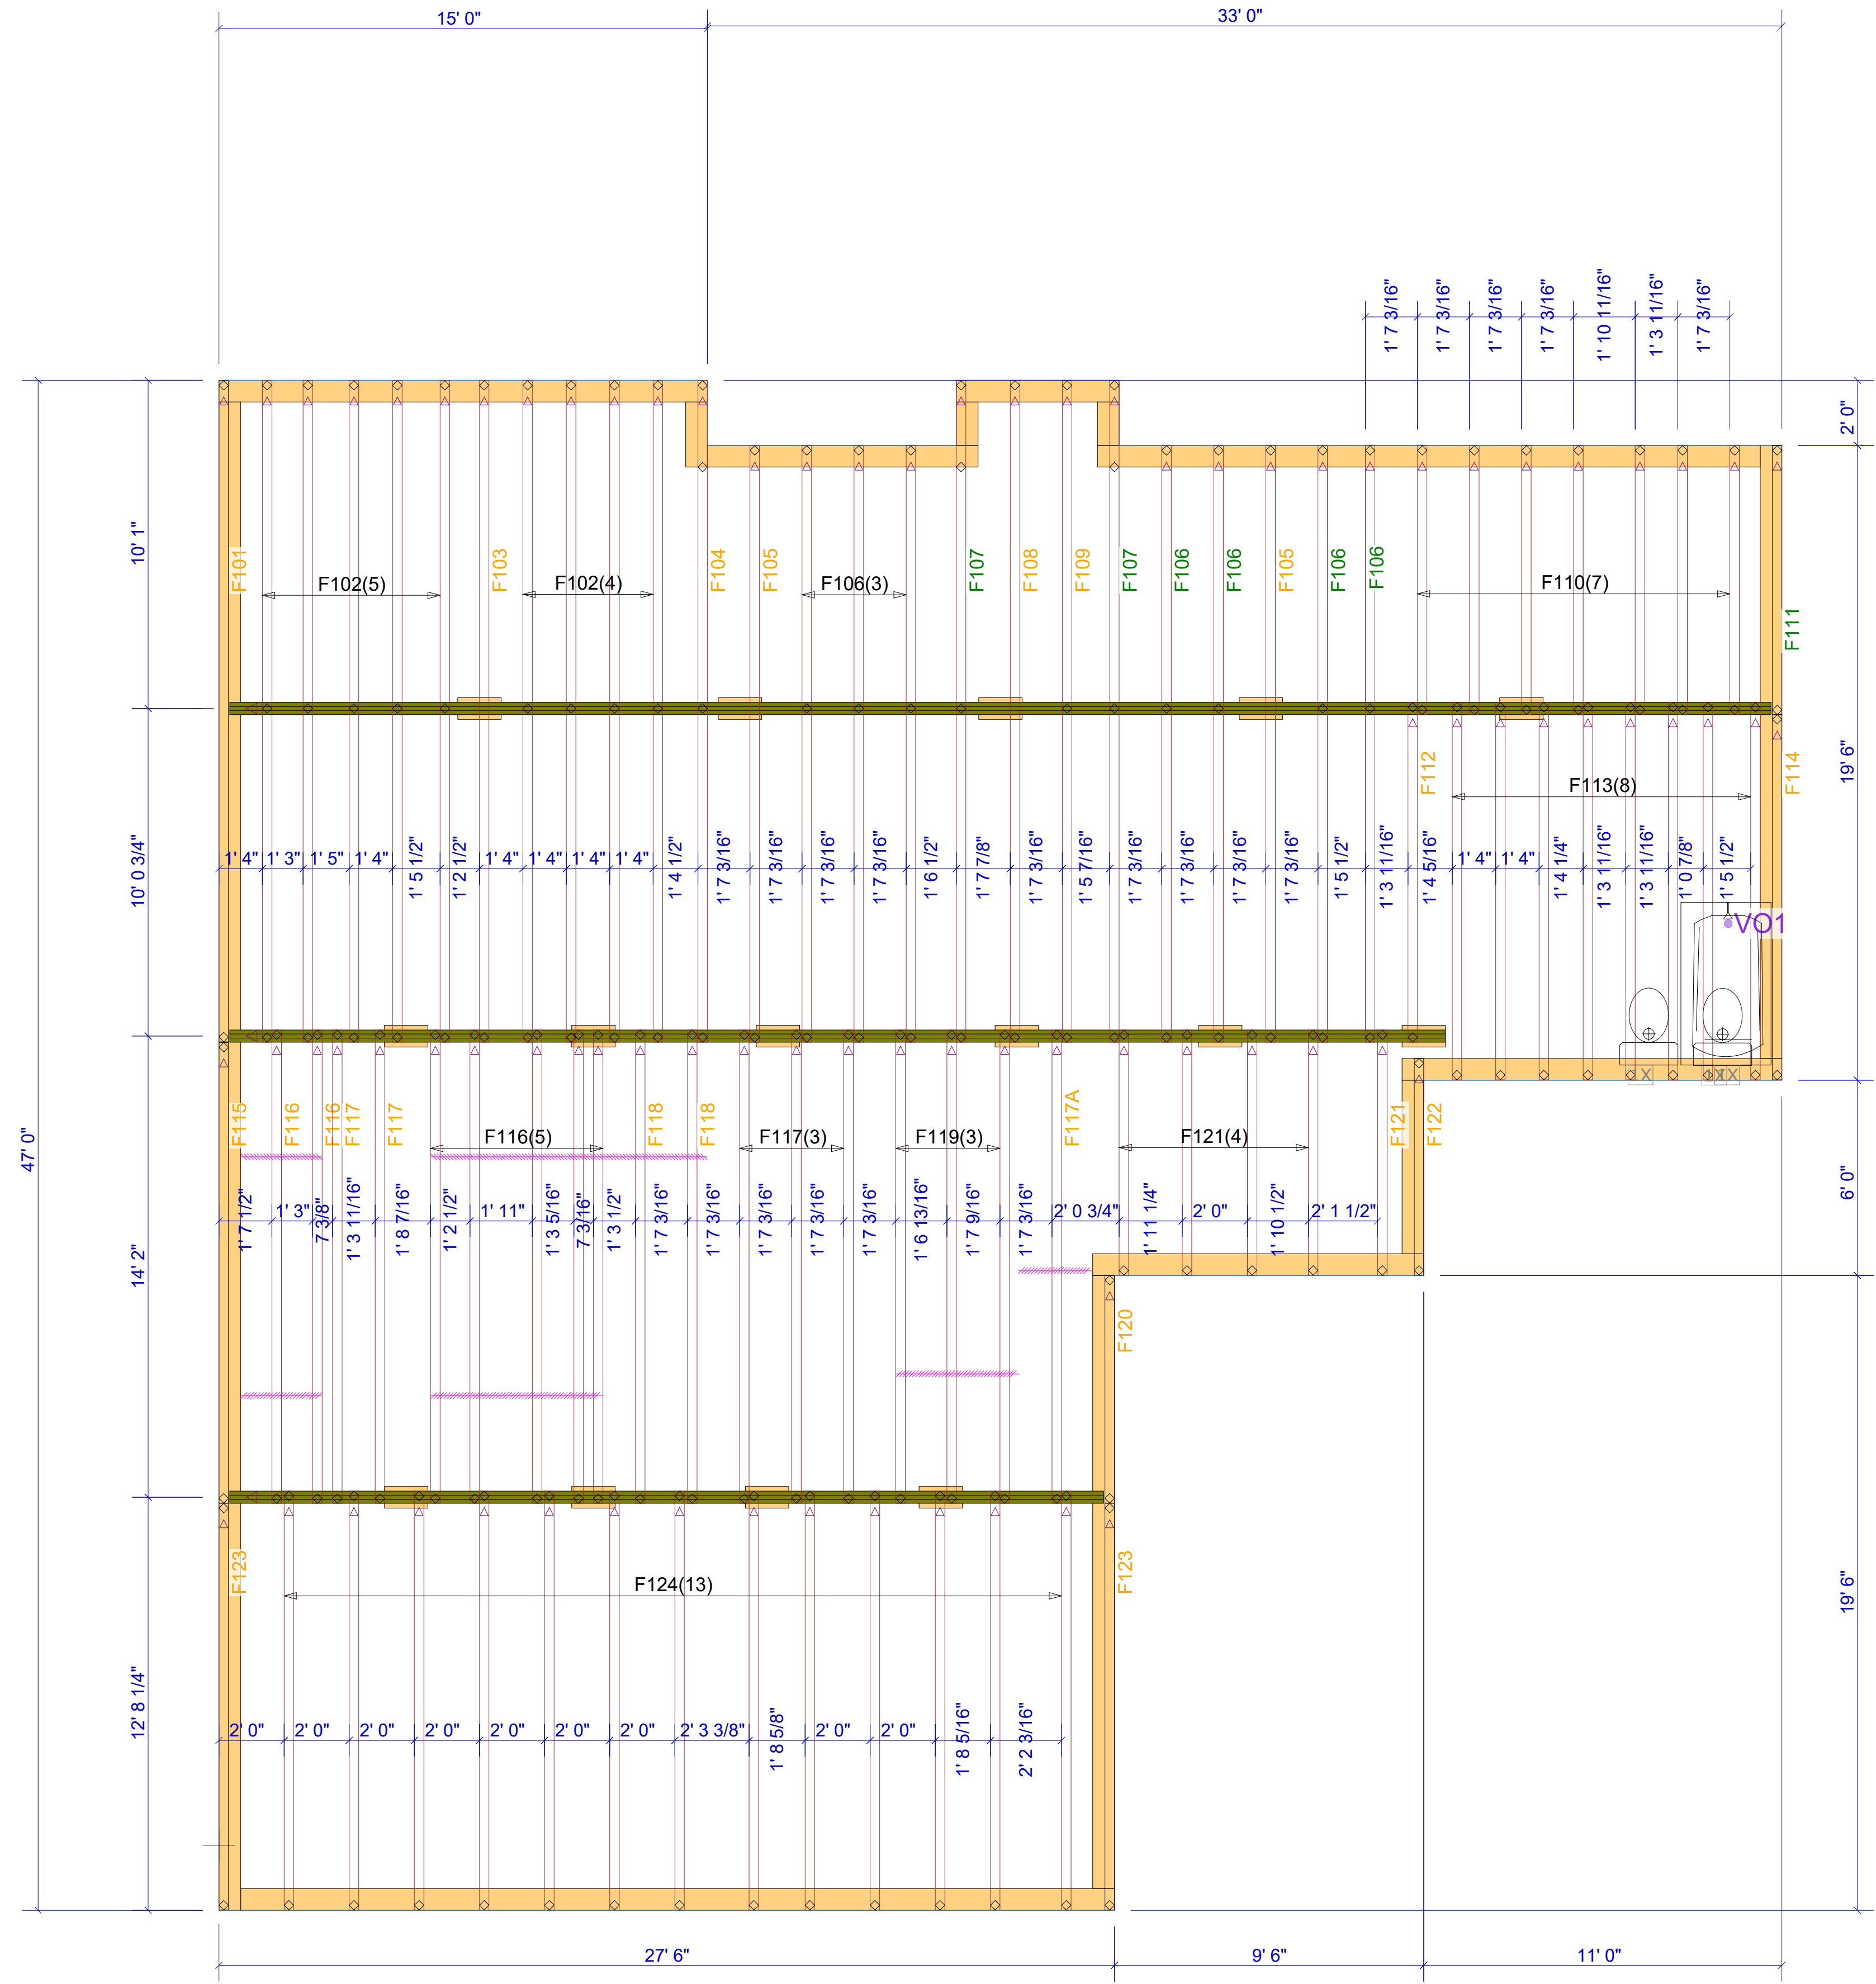 15' 0"
33' 0"
1' 7 3/16"
1' 7 3/16"
1' 7 3/16"
1' 7 3/16"
1' 10 11/16"
1' 3 11/16"
1' 7 3/16"
2' 0"
10' 1"
F101
F102(5)
F103
F102(4)
F104
F105
F106(3)
F107
F108
F109
F107
F106
F106
F105
F106
F106
F110(7)
F111
F112
F113(8)
F114
19' 6"
10' 0 3/4"
1' 4"
1' 3"
1' 5"
1' 4"
1' 5 1/2"
1' 2 1/2"
1' 4"
1' 4"
1' 4"
1' 4"
1' 4 1/2"
1' 7 3/16"
1' 7 3/16"
1' 7 3/16"
1' 7 3/16"
1' 6 1/2"
1' 7 7/8"
1' 7 3/16"
1' 5 7/16"
1' 7 3/16"
1' 7 3/16"
1' 7 3/16"
1' 7 3/16"
1' 5 1/2"
1' 3 11/16"
1' 4 5/16"
1' 4"
1' 4"
1' 4 1/4"
1' 3 11/16"
1' 3 11/16"
1' 0 7/8"
1' 5 1/2"
VO1
X
X
X
47' 0"
F115
F116
F116
F117
F117
F116(5)
F118
F118
F117(3)
F119(3)
F117A
F121(4)
F121
F122
6' 0"
14' 2"
1' 7 1/2"
1' 3"
7 3/8"
1' 3 11/16"
1' 8 7/16"
1' 2 1/2"
1' 11"
1' 3 5/16"
7 3/16"
1' 3 1/2"
1' 7 3/16"
1' 7 3/16"
1' 7 3/16"
1' 7 3/16"
1' 7 3/16"
1' 6 13/16"
1' 7 9/16"
1' 7 3/16"
2' 0 3/4"
1' 11 1/4"
2' 0"
1' 10 1/2"
2' 1 1/2"
F120
F123
F124(13)
F123
19' 6"
12' 8 1/4"
2' 0"
2' 0"
2' 0"
2' 0"
2' 0"
2' 0"
2' 0"
2' 3 3/8"
1' 8 5/8"
2' 0"
2' 0"
1' 8 5/16"
2' 2 3/16"
27' 6"
9' 6"
11' 0"